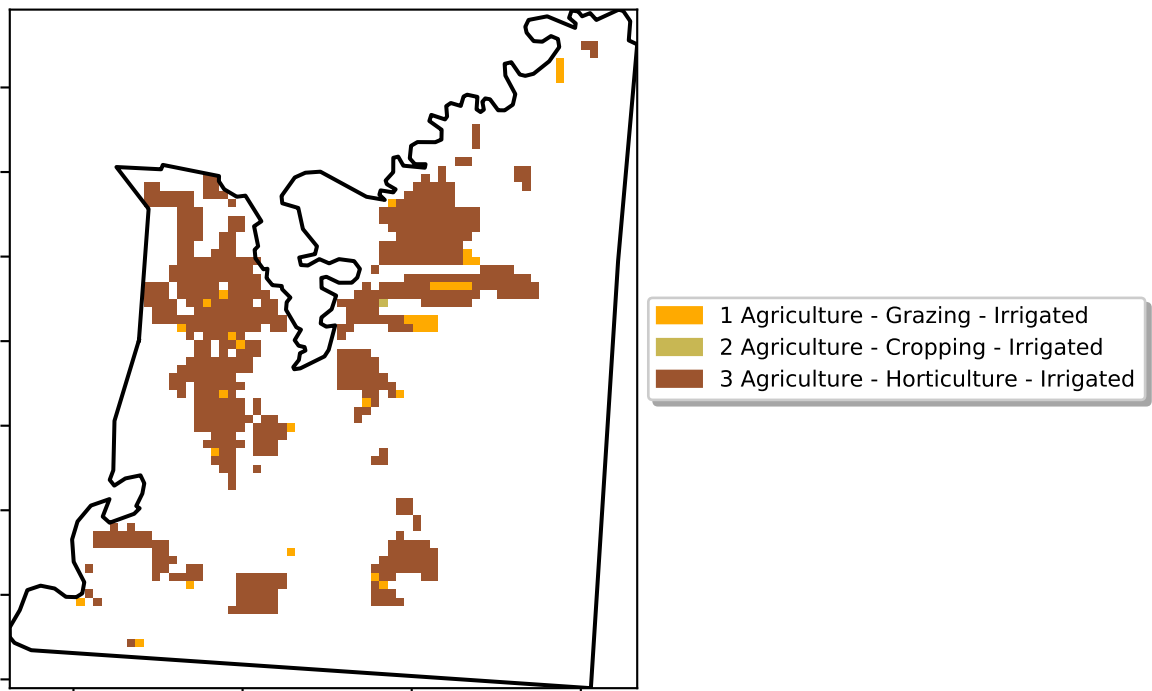 1 Agriculture - Grazing - Irrigated
2 Agriculture - Cropping - Irrigated
3 Agriculture - Horticulture - Irrigated